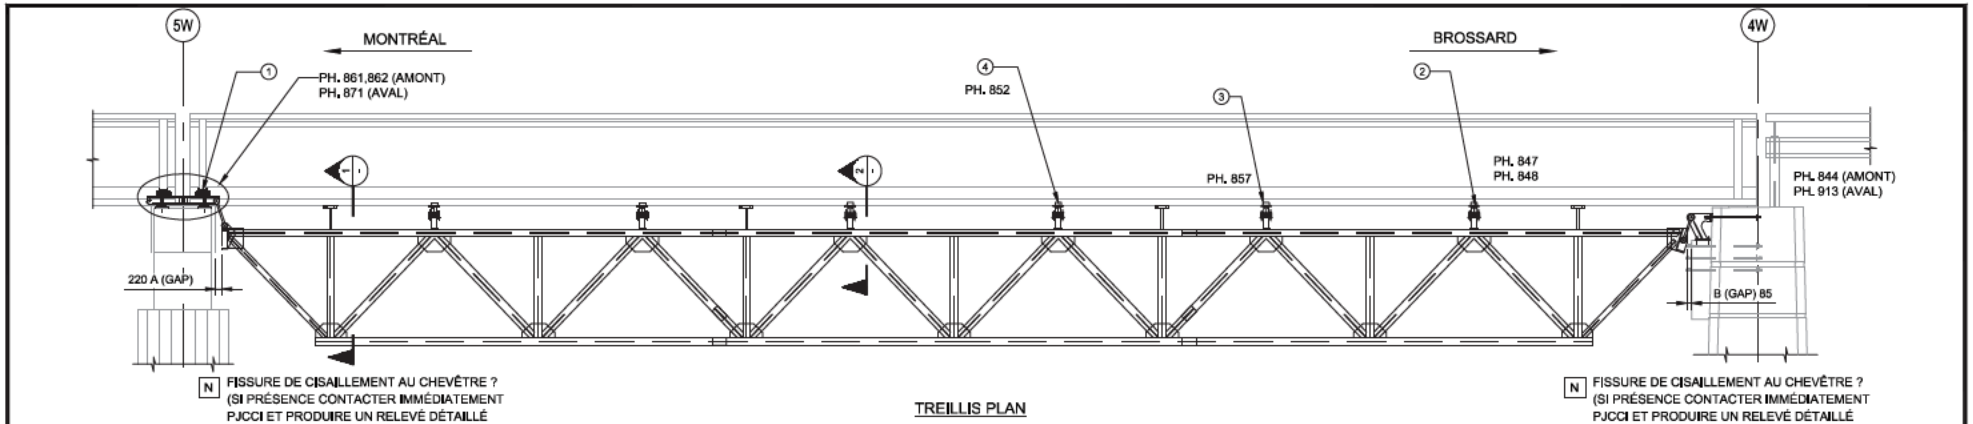 5W
4W
MONTRÉAL
BROSSARD
1
PH. 861,862 (AMONT)
PH. 871 (AVAL)
4
PH. 852
3
2
PH. 857
PH. 847
PH. 848
PH. 844 (AMONT)
PH. 913 (AVAL)
1
-
2
-
220 A (GAP)
B (GAP) 85
N
FISSURE DE CISAILLEMENT AU CHEVÊTRE ?
(SI PRÉSENCE CONTACTER IMMÉDIATEMENT
PJCCI ET PRODUIRE UN RELEVÉ DÉTAILLÉ
TREILLIS PLAN
N
FISSURE DE CISAILLEMENT AU CHEVÊTRE ?
(SI PRÉSENCE CONTACTER IMMÉDIATEMENT
PJCCI ET PRODUIRE UN RELEVÉ DÉTAILLÉ